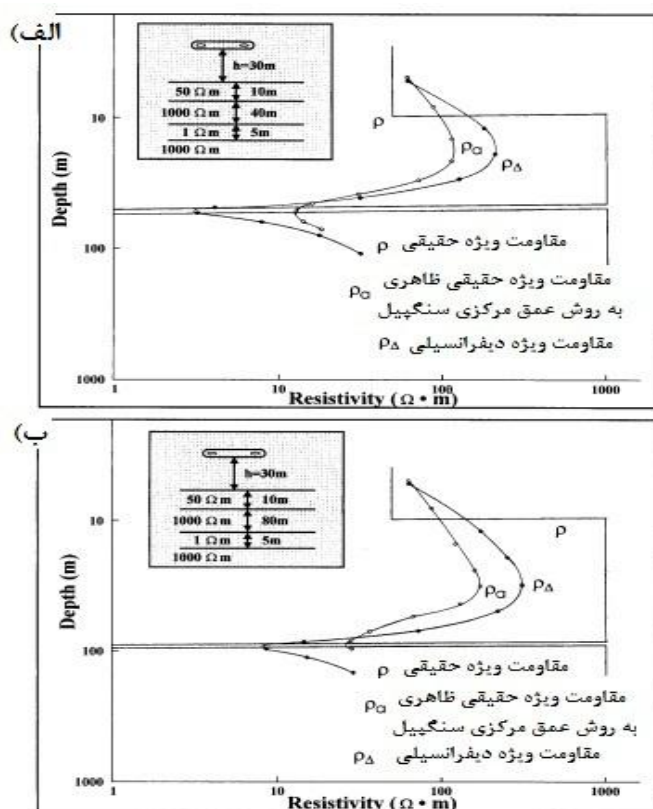 الف)
h=30m
50 Ω m 10m
1000 Ω m 40m
1 Ω m 5m
1000 Ω m
10
100
1000
Depth (m)
ρ
ρa
ρΔ
ρ مقاومت ویژه حقیقی
ρa مقاومت ویژه حقیقی ظاهری
به روش عمق مرکزی سنگپیل
ρΔ مقاومت ویژه دیفرانسیلی
1 10 100 1000
Resistivity (Ω • m)
ب)
h=30m
50 Ω m 10m
1000 Ω m 80m
1 Ω m 5m
1000 Ω m
10
100
1000
Depth (m)
ρ
ρa
ρΔ
ρ مقاومت ویژه حقیقی
ρa مقاومت ویژه حقیقی ظاهری
به روش عمق مرکزی سنگپیل
ρΔ مقاومت ویژه دیفرانسیلی
1 10 100 1000
Resistivity (Ω • m)